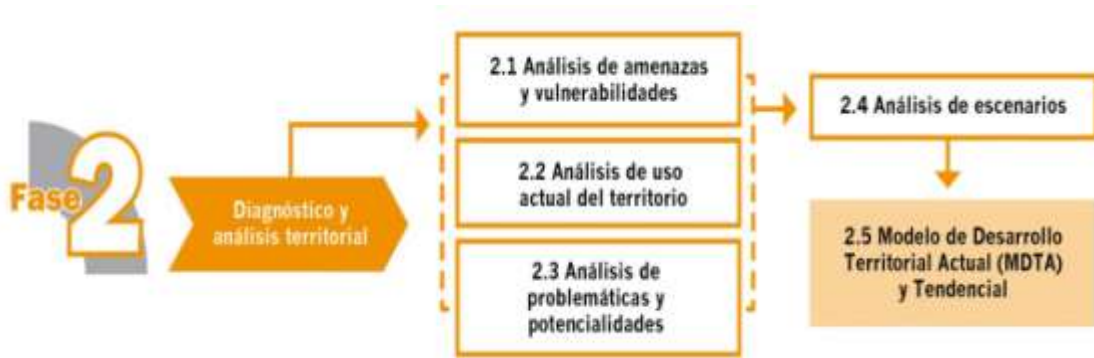 Fase 2
Diagnóstico y
análisis territorial
2.1 Análisis de amenazas
y vulnerabilidades
2.2 Análisis de uso
actual del territorio
2.3 Análisis de
problemáticas y
potencialidades
2.4 Análisis de escenarios
2.5 Modelo de Desarrollo
Territorial Actual (MDTA)
y Tendencial